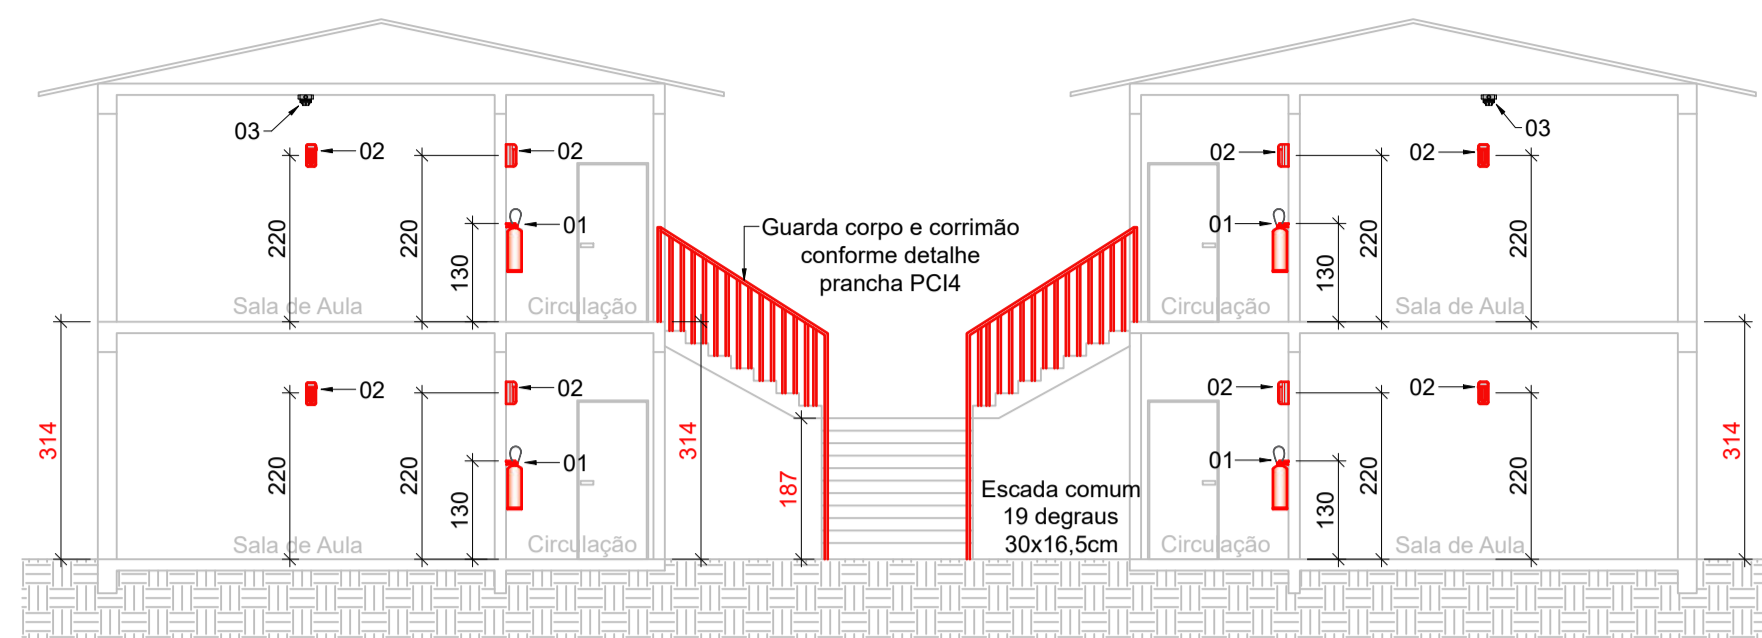 03
03
02
02
02
02
220
220
01
130
Guarda corpo e corrimão
conforme detalhe
prancha PCI4
01
130
220
220
Sala de Aula
Circulação
Circulação
Sala de Aula
02
02
02
02
314
220
220
01
130
314
187
Escada comum
19 degraus
30x16,5cm
01
130
220
220
314
Sala de Aula
Circulação
Circulação
Sala de Aula